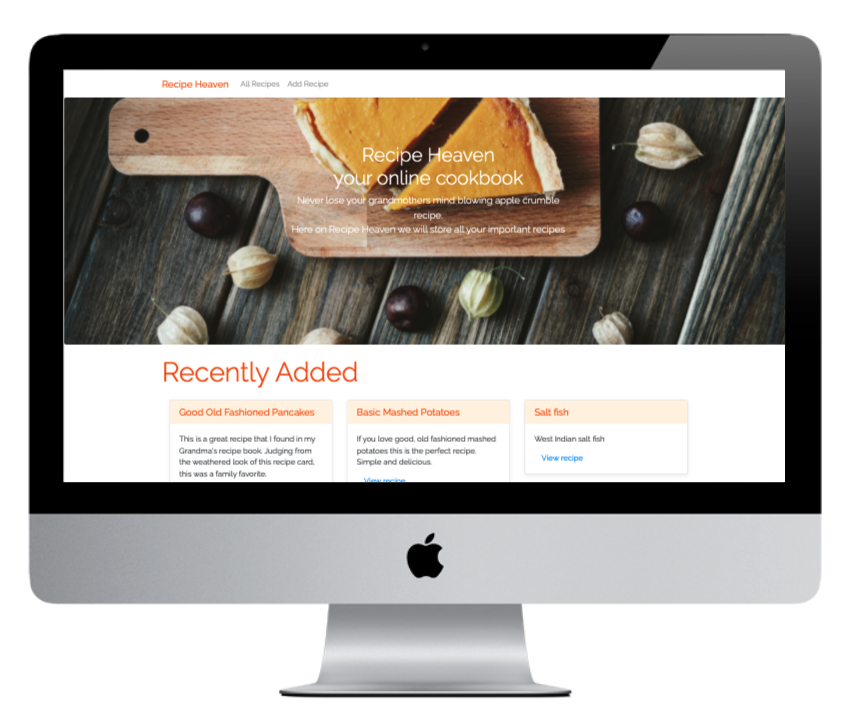 Recipe Heaven All Recipes Add Recipe
Recipe Heaven
your online cookbook
Never lose your grandmothers mind blowing apple crumble
recipe.
Here on Recipe Heaven we will store all your important recipes
Recently Added
Good Old Fashioned Pancakes
This is a great recipe that I found in my
Grandma's recipe book. Judging from
the weathered look of this recipe card,
this was a family favorite.
Basic Mashed Potatoes
If you love good, old fashioned mashed
potatoes this is the perfect recipe.
Simple and delicious.
View recipe
Salt fish
West Indian salt fish
View recipe